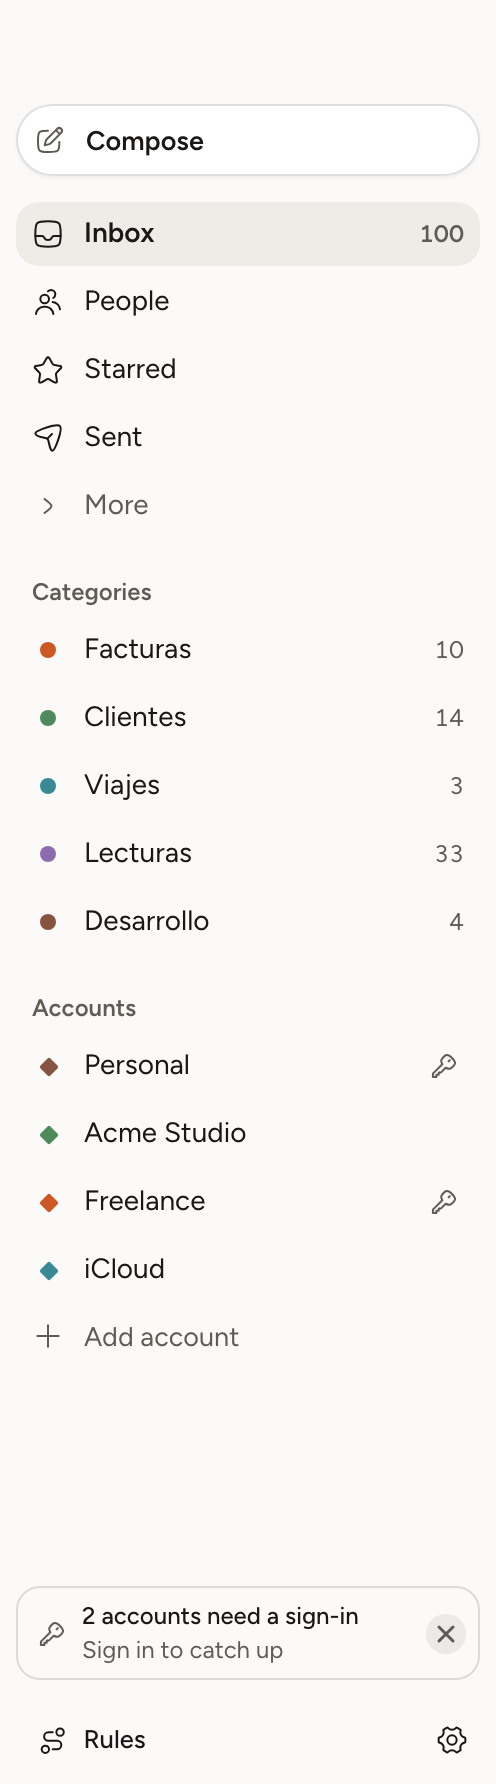 Compose
Inbox 100
People
Starred
Sent
More
Categories
Facturas 10
Clientes 14
Viajes 3
Lecturas 33
Desarrollo 4
Accounts
Personal
Acme Studio
Freelance
iCloud
Add account
2 accounts need a sign-in
Sign in to catch up
Rules